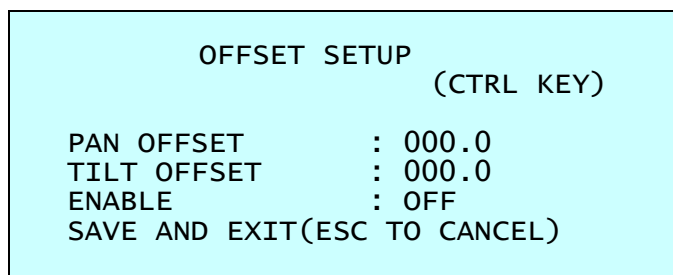 OFFSET SETUP
(CTRL KEY)
PAN OFFSET : 000.0
TILT OFFSET : 000.0
ENABLE : OFF
SAVE AND EXIT(ESC TO CANCEL)